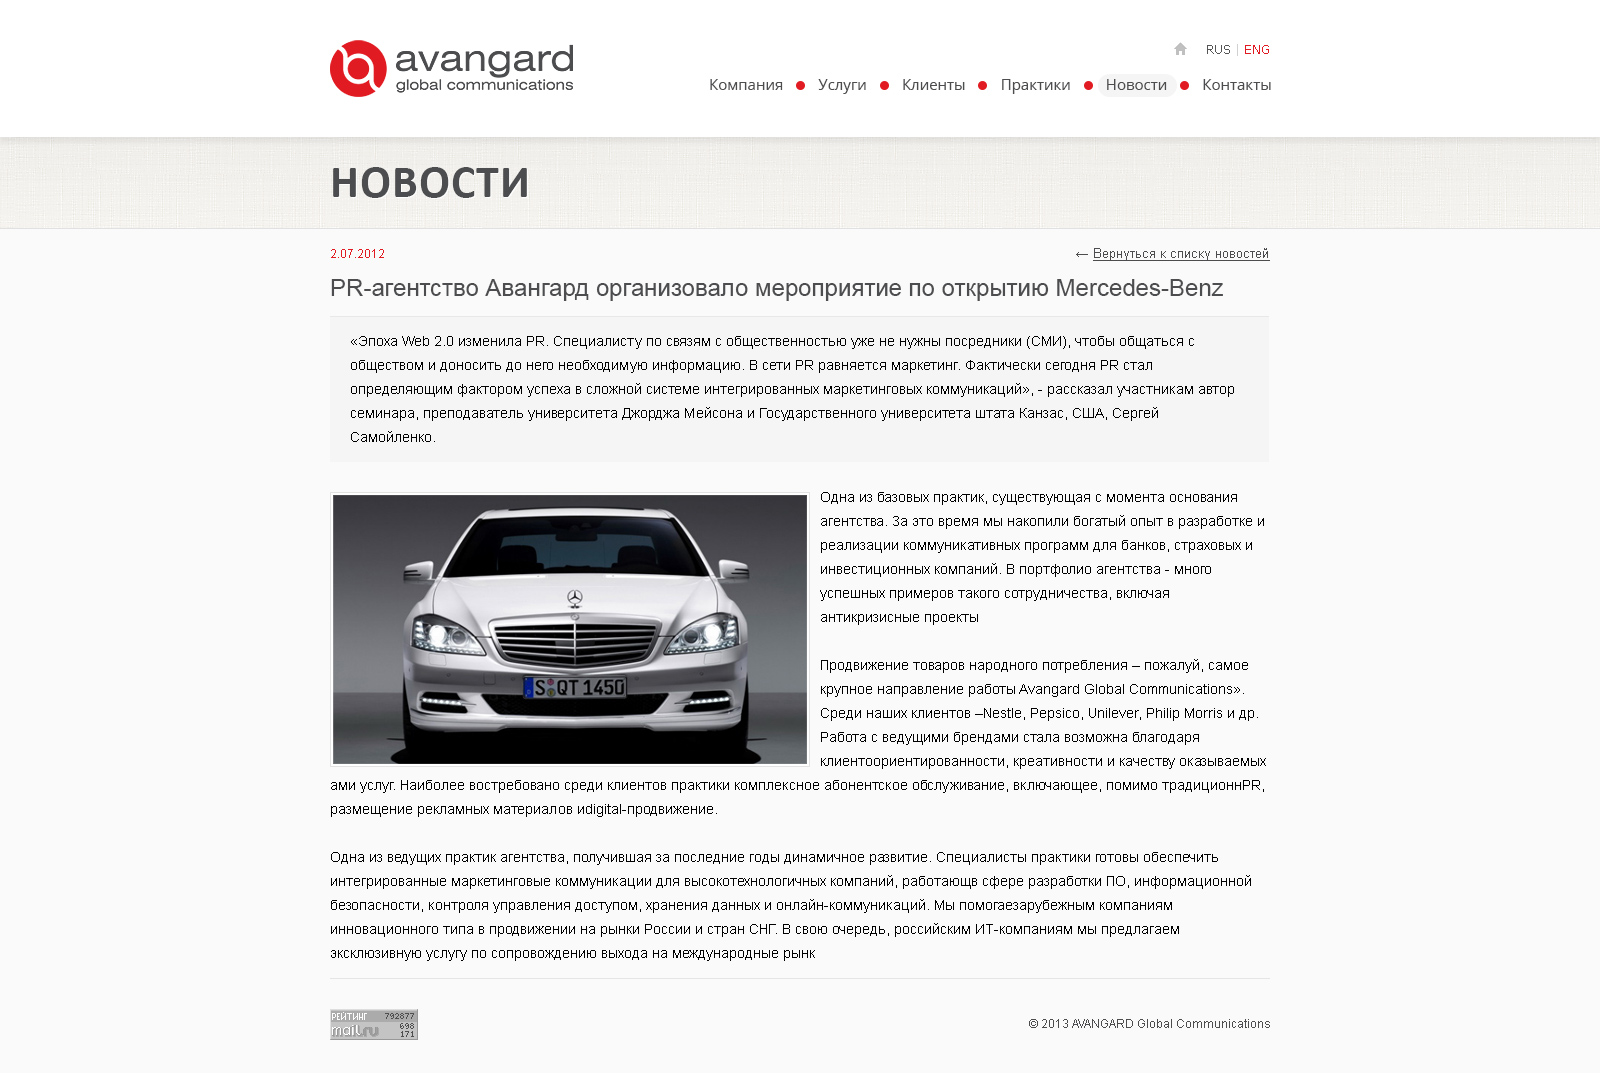 avangard
global communications
RUS | ENG
Компания • Услуги • Клиенты • Практики • Новости • Контакты
НОВОСТИ
2.07.2012
← Вернуться к списку новостей
PR-агентство Авангард организовало мероприятие по открытию Mercedes-Benz
«Эпоха Web 2.0 изменила PR. Специалисту по связям с общественностью уже не нужны посредники (СМИ), чтобы общаться с
обществом и доносить до него необходимую информацию. В сети PR равняется маркетинг. Фактически сегодня PR стал
определяющим фактором успеха в сложной системе интегрированных маркетинговых коммуникаций», - рассказал участникам автор
семинара, преподаватель университета Джорджа Мейсона и Государственного университета штата Канзас, США, Сергей
Самойленко.
S QT 1450
Одна из базовых практик, существующая с момента основания
агентства. За это время мы накопили богатый опыт в разработке и
реализации коммуникативных программ для банков, страховых и
инвестиционных компаний. В портфолио агентства - много
успешных примеров такого сотрудничества, включая
антикризисные проекты
Продвижение товаров народного потребления – пожалуй, самое
крупное направление работы Avangard Global Communications».
Среди наших клиентов –Nestle, Pepsico, Unilever, Philip Morris и др.
Работа с ведущими брендами стала возможна благодаря
клиентоориентированности, креативности и качеству оказываемых
ами услуг. Наиболее востребовано среди клиентов практики комплексное абонентское обслуживание, включающее, помимо традиционнPR,
размещение рекламных материалов иdigital-продвижение.
Одна из ведущих практик агентства, получившая за последние годы динамичное развитие. Специалисты практики готовы обеспечить
интегрированные маркетинговые коммуникации для высокотехнологичных компаний, работающв сфере разработки ПО, информационной
безопасности, контроля управления доступом, хранения данных и онлайн-коммуникаций. Мы помогаезарубежным компаниям
инновационного типа в продвижении на рынки России и стран СНГ. В свою очередь, российским ИТ-компаниям мы предлагаем
эксклюзивную услугу по сопровождению выхода на международные рынк
РЕЙТИНГ 792877
mail.ru 698
171
© 2013 AVANGARD Global Communications